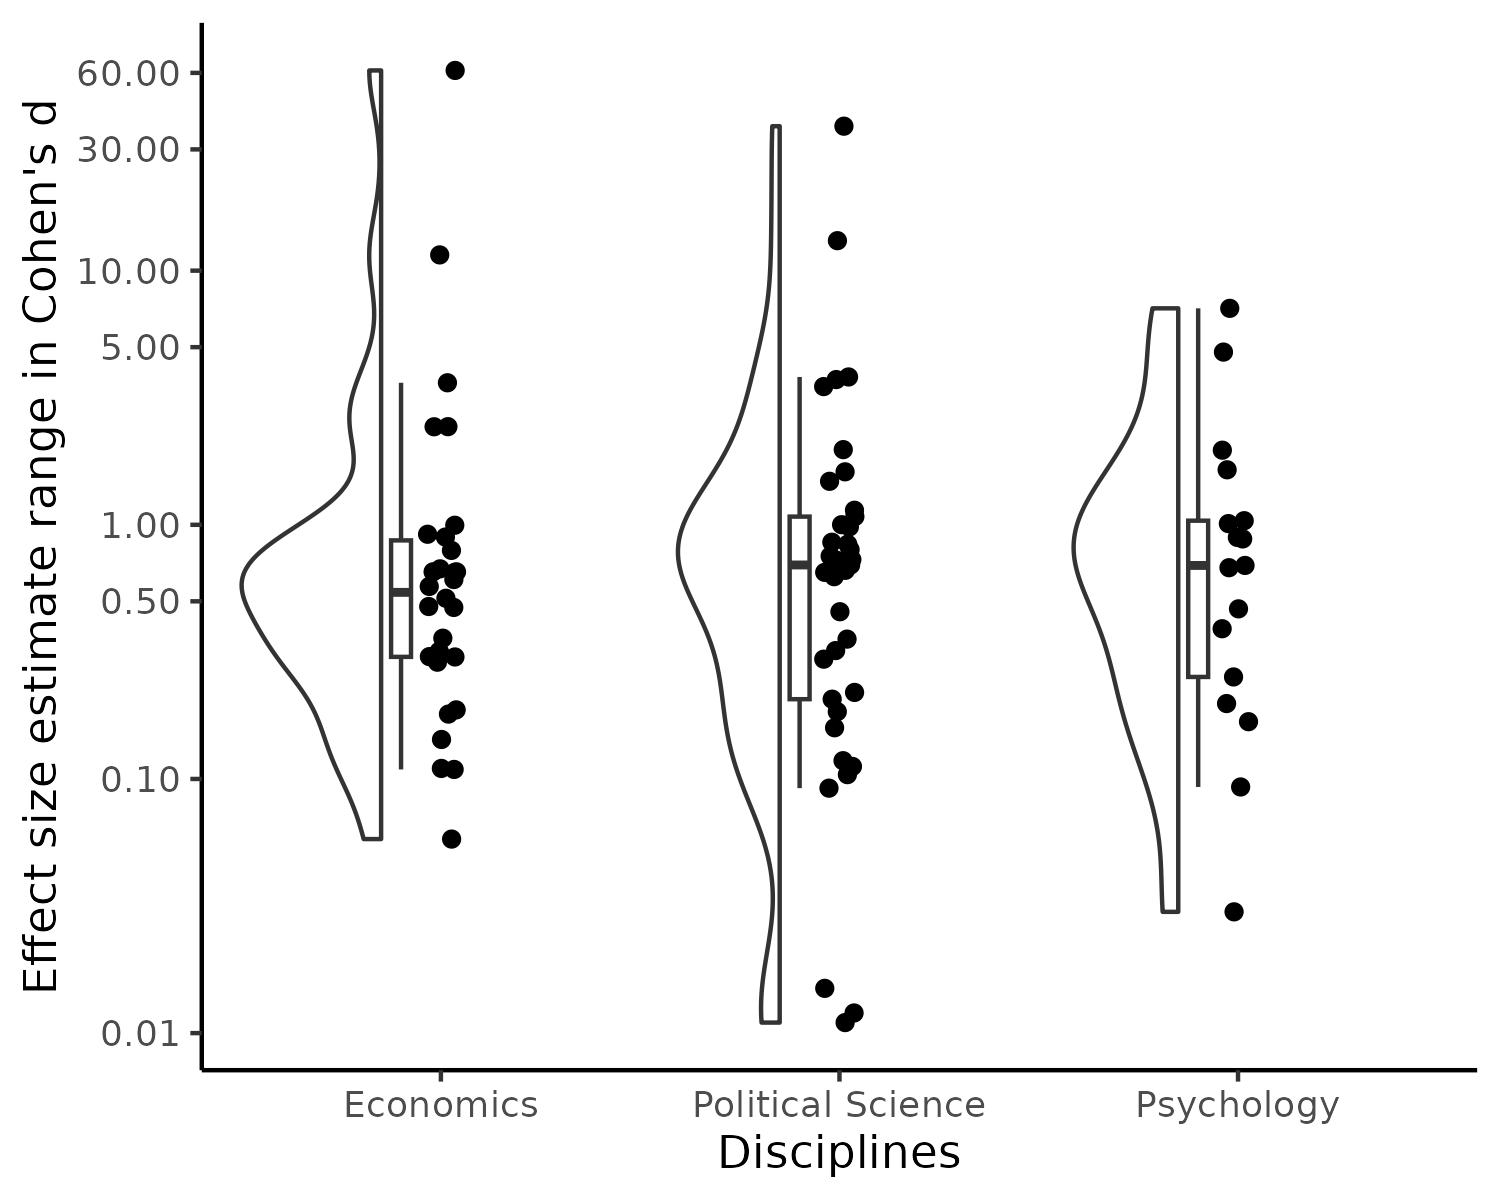 Effect size estimate range in Cohen's d
60.00
30.00
10.00
5.00
1.00
0.50
0.10
0.01
Economics
Political Science
Psychology
Disciplines